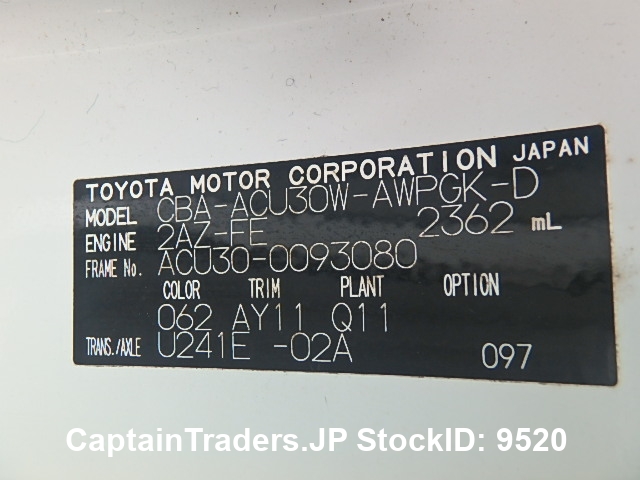 TOYOTA MOTOR CORPORATION JAPAN
MODEL CBA-ACU30W-AWPGK-D
ENGINE 2AZ-FE 2362 mL
FRAME No. ACU30-0093080
COLOR TRIM PLANT OPTION
062 AY11 Q11
TRANS./AXLE U241E -02A 097
CaptainTraders.JP StockID: 9520